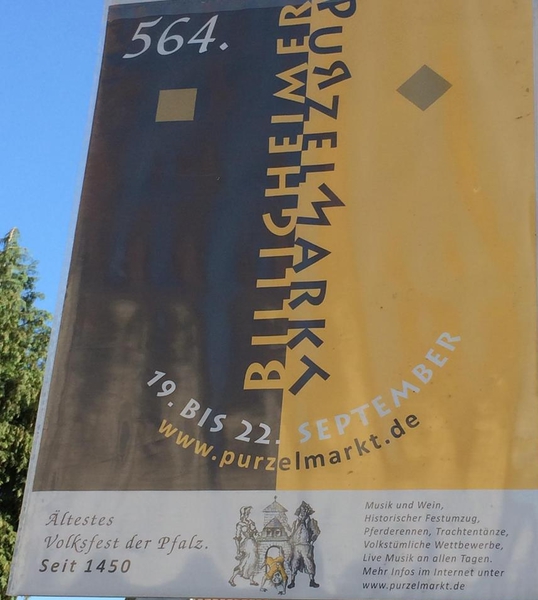 564.
BILLIGHEIMER
PURZELMARKT
19. BIS 22. SEPTEMBER
www.purzelmarkt.de
Ältestes
Volksfest der Pfalz.
Seit 1450
Musik und Wein,
Historischer Festumzug,
Pferderennen, Trachtentänze,
Volkstümliche Wettbewerbe,
Live Musik an allen Tagen.
Mehr Infos im Internet unter
www.purzelmarkt.de